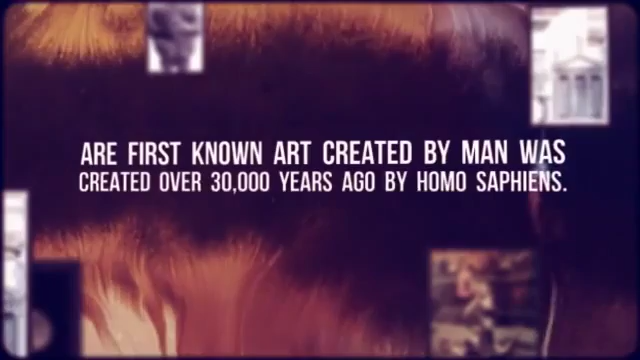 ARE FIRST KNOWN ART CREATED BY MAN WAS
CREATED OVER 30,000 YEARS AGO BY HOMO SAPHIENS.